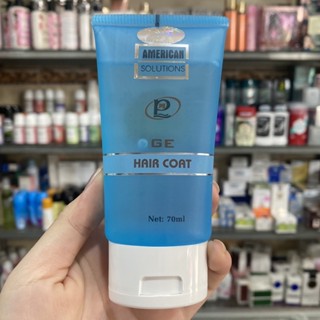 AMERICAN
SOLUTIONS
GE
HAIR COAT
Net: 70ml